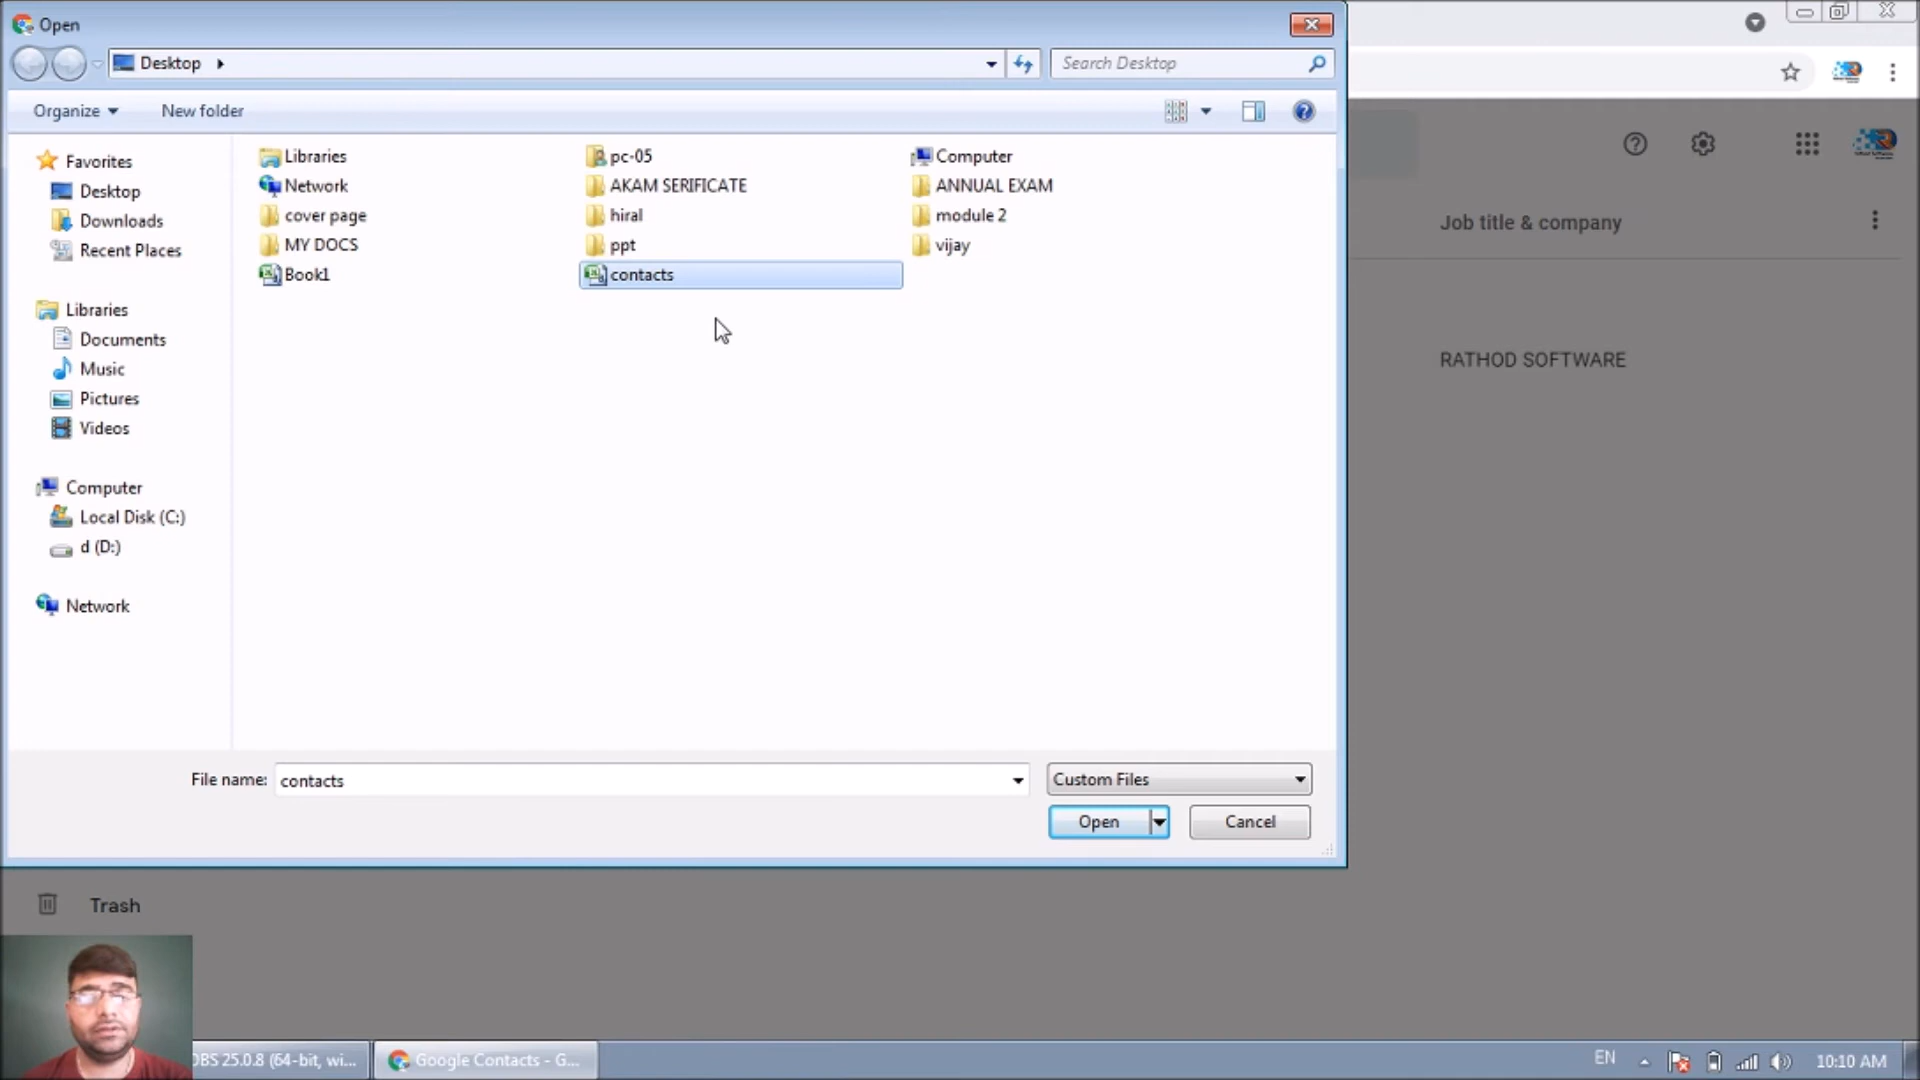 Open
Desktop
Search Desktop
Organize
New folder
Favorites
Desktop
Downloads
Recent Places
Libraries
Documents
Music
Pictures
Videos
Computer
Local Disk (C:)
d (D:)
Network
Libraries
pc-05
Computer
Network
AKAM SERIFICATE
ANNUAL EXAM
cover page
hiral
module 2
MY DOCS
ppt
vijay
Book1
contacts
File name: contacts
Custom Files
Open
Cancel
Job title & company
RATHOD SOFTWARE
Trash
OBS 25.0.8 (64-bit, wi...
Google Contacts - G...
EN
10:10 AM